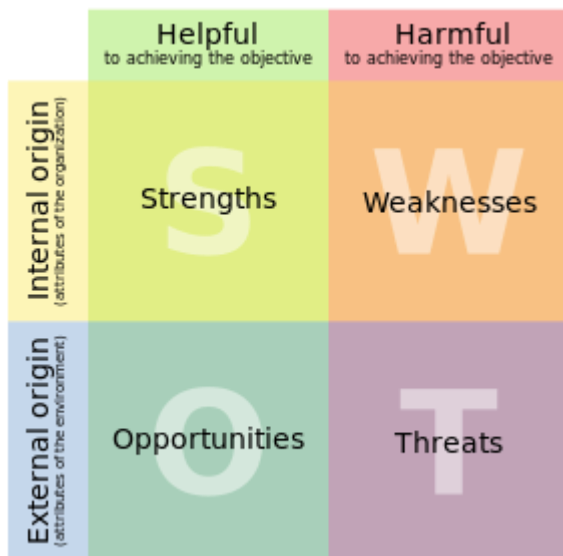 Helpful
to achieving the objective
Harmful
to achieving the objective
Internal origin
(attributes of the organization)
S
Strengths
W
Weaknesses
External origin
(attributes of the environment)
O
Opportunities
T
Threats